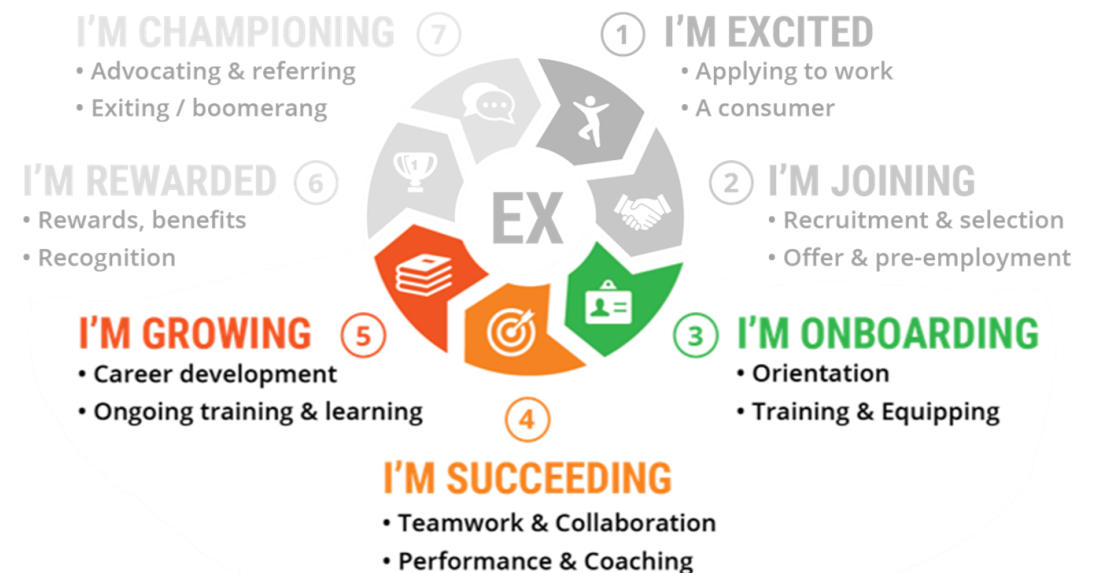 I'M EXCITED
1
• Applying to work
• A consumer
I'M JOINING
2
• Recruitment & selection
• Offer & pre-employment
I'M ONBOARDING
3
• Orientation
• Training & Equipping
4
I'M SUCCEEDING
• Teamwork & Collaboration
• Performance & Coaching
I'M GROWING
5
• Career development
• Ongoing training & learning
I'M REWARDED
6
• Rewards, benefits
• Recognition
I'M CHAMPIONING
7
• Advocating & referring
• Exiting / boomerang
EX
1